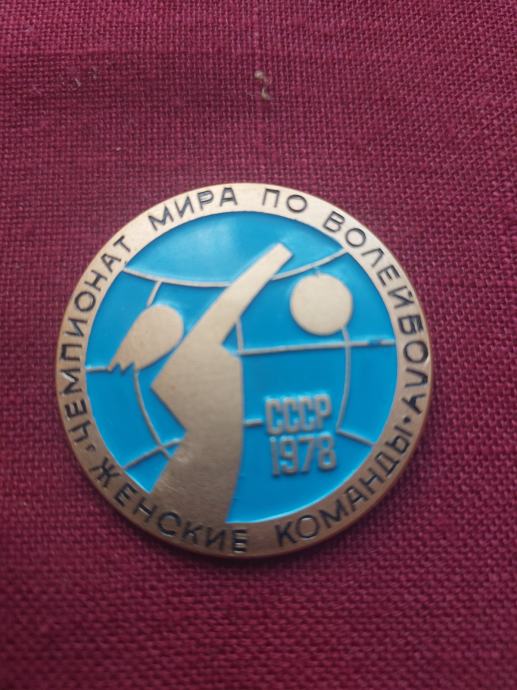 ЧЕМПИОНАТ МИРА ПО ВОЛЕЙБОЛУ
·ЖЕНСКИЕ КОМАНДЫ·
СССР
1978